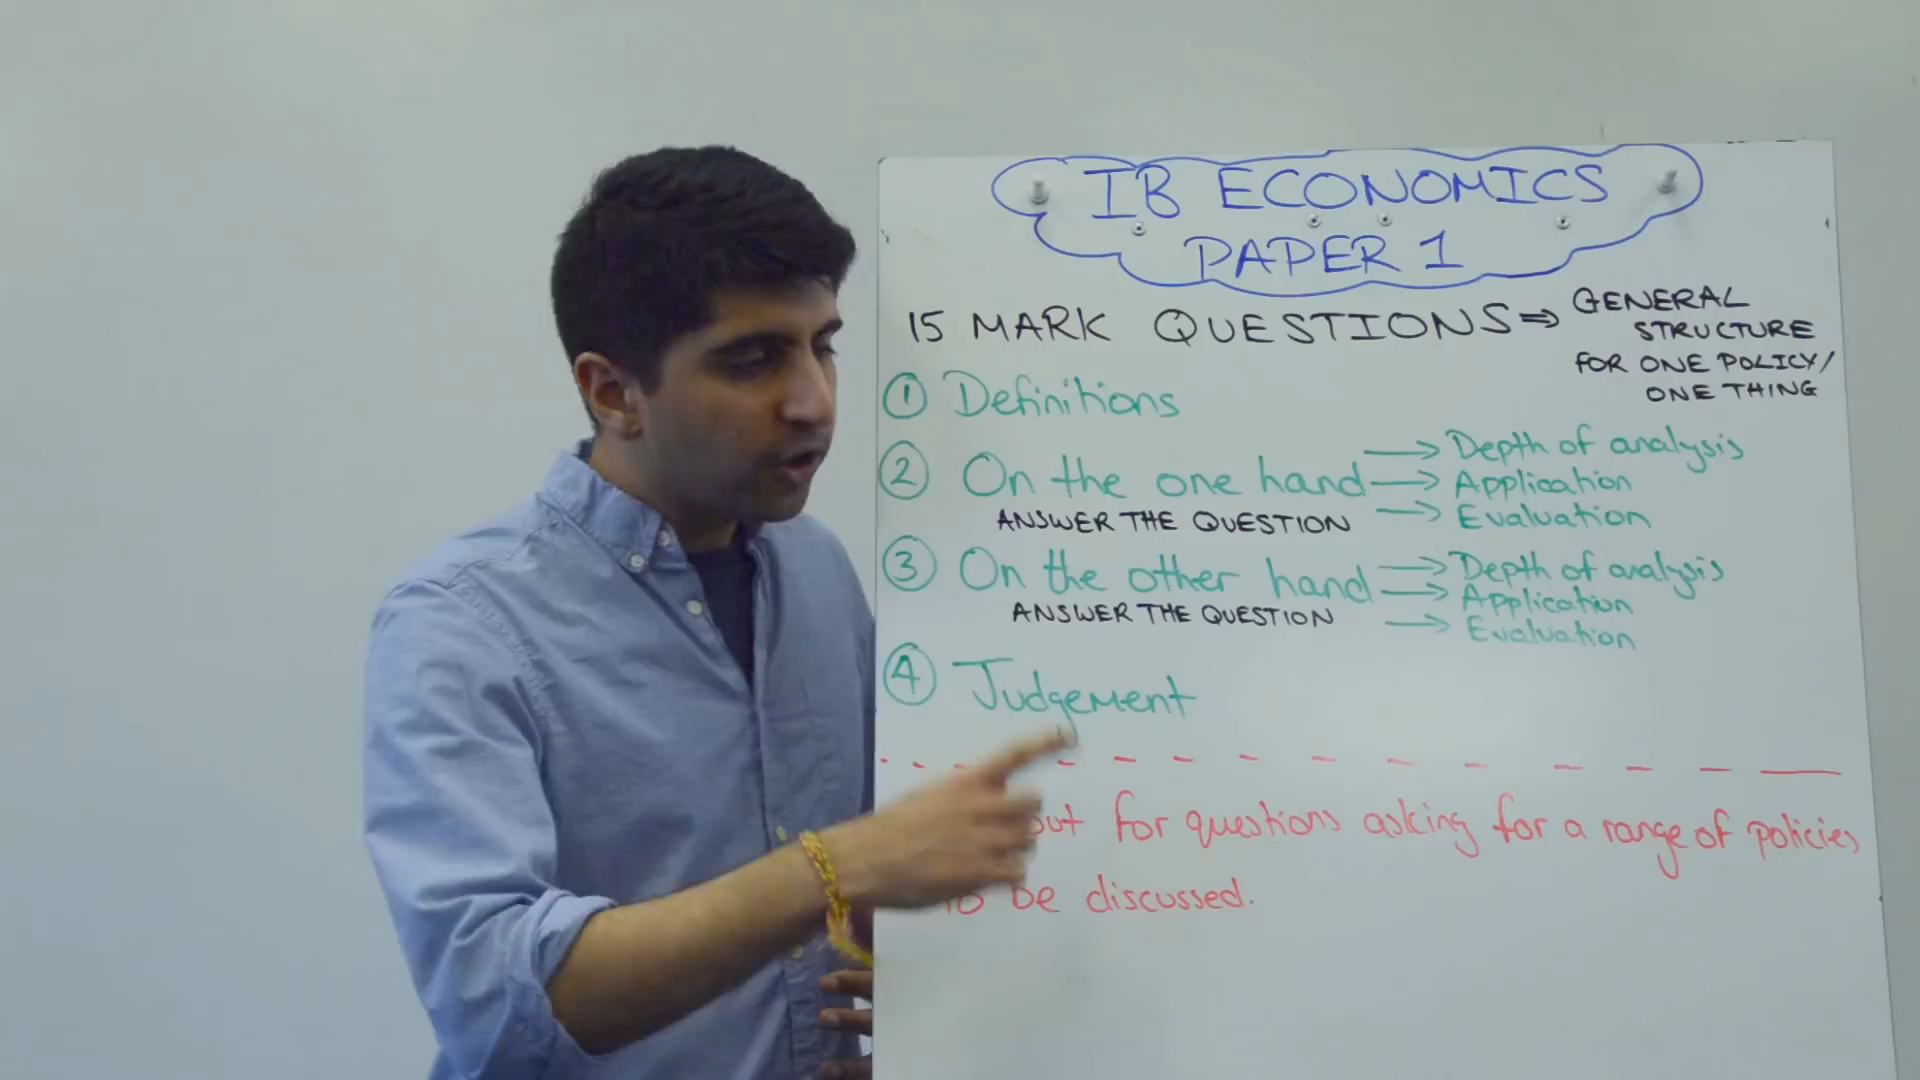 IB ECONOMICS
PAPER 1
15 MARK QUESTIONS ⇒ GENERAL
STRUCTURE
FOR ONE POLICY/
ONE THING
① Definitions
② On the one hand → Depth of analysis
→ Application
ANSWER THE QUESTION → Evaluation
③ On the other hand → Depth of analysis
→ Application
ANSWER THE QUESTION → Evaluation
④ Judgement
out for questions asking for a range of policies
to be discussed.